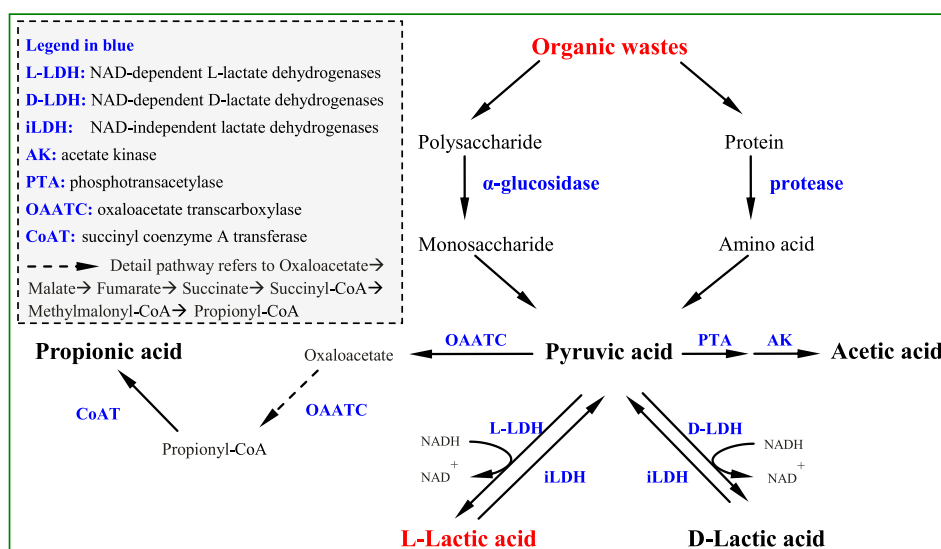 Legend in blue
L-LDH: NAD-dependent L-lactate dehydrogenases
D-LDH: NAD-dependent D-lactate dehydrogenases
iLDH: NAD-independent lactate dehydrogenases
AK: acetate kinase
PTA: phosphotransacetylase
OAATC: oxaloacetate transcarboxylase
CoAT: succinyl coenzyme A transferase
Detail pathway refers to Oxaloacetate→
Malate→ Fumarate→ Succinate→ Succinyl-CoA→
Methylmalonyl-CoA→ Propionyl-CoA
Organic wastes
Polysaccharide
Protein
α-glucosidase
protease
Monosaccharide
Amino acid
Propionic acid
Oxaloacetate
OAATC
Pyruvic acid
PTA
AK
Acetic acid
CoAT
OAATC
Propionyl-CoA
NADH
L-LDH
D-LDH
NADH
NAD+
iLDH
iLDH
NAD+
L-Lactic acid
D-Lactic acid